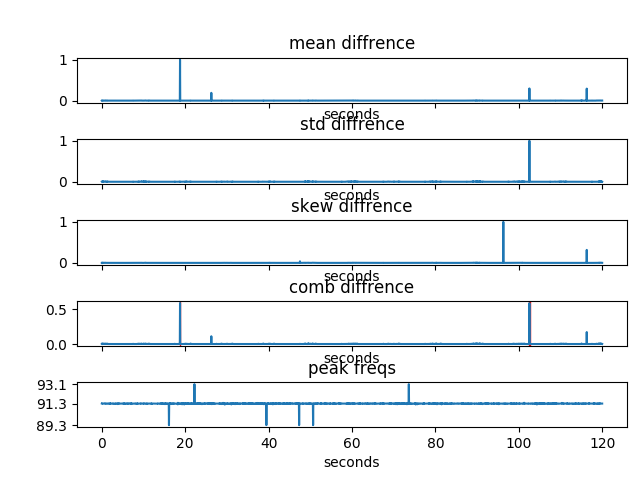 mean diffrence
1
0
seconds
std diffrence
1
0
seconds
skew diffrence
1
0
seconds
comb diffrence
0.5
0.0
seconds
peak freqs
93.1
91.3
89.3
0 20 40 60 80 100 120
seconds